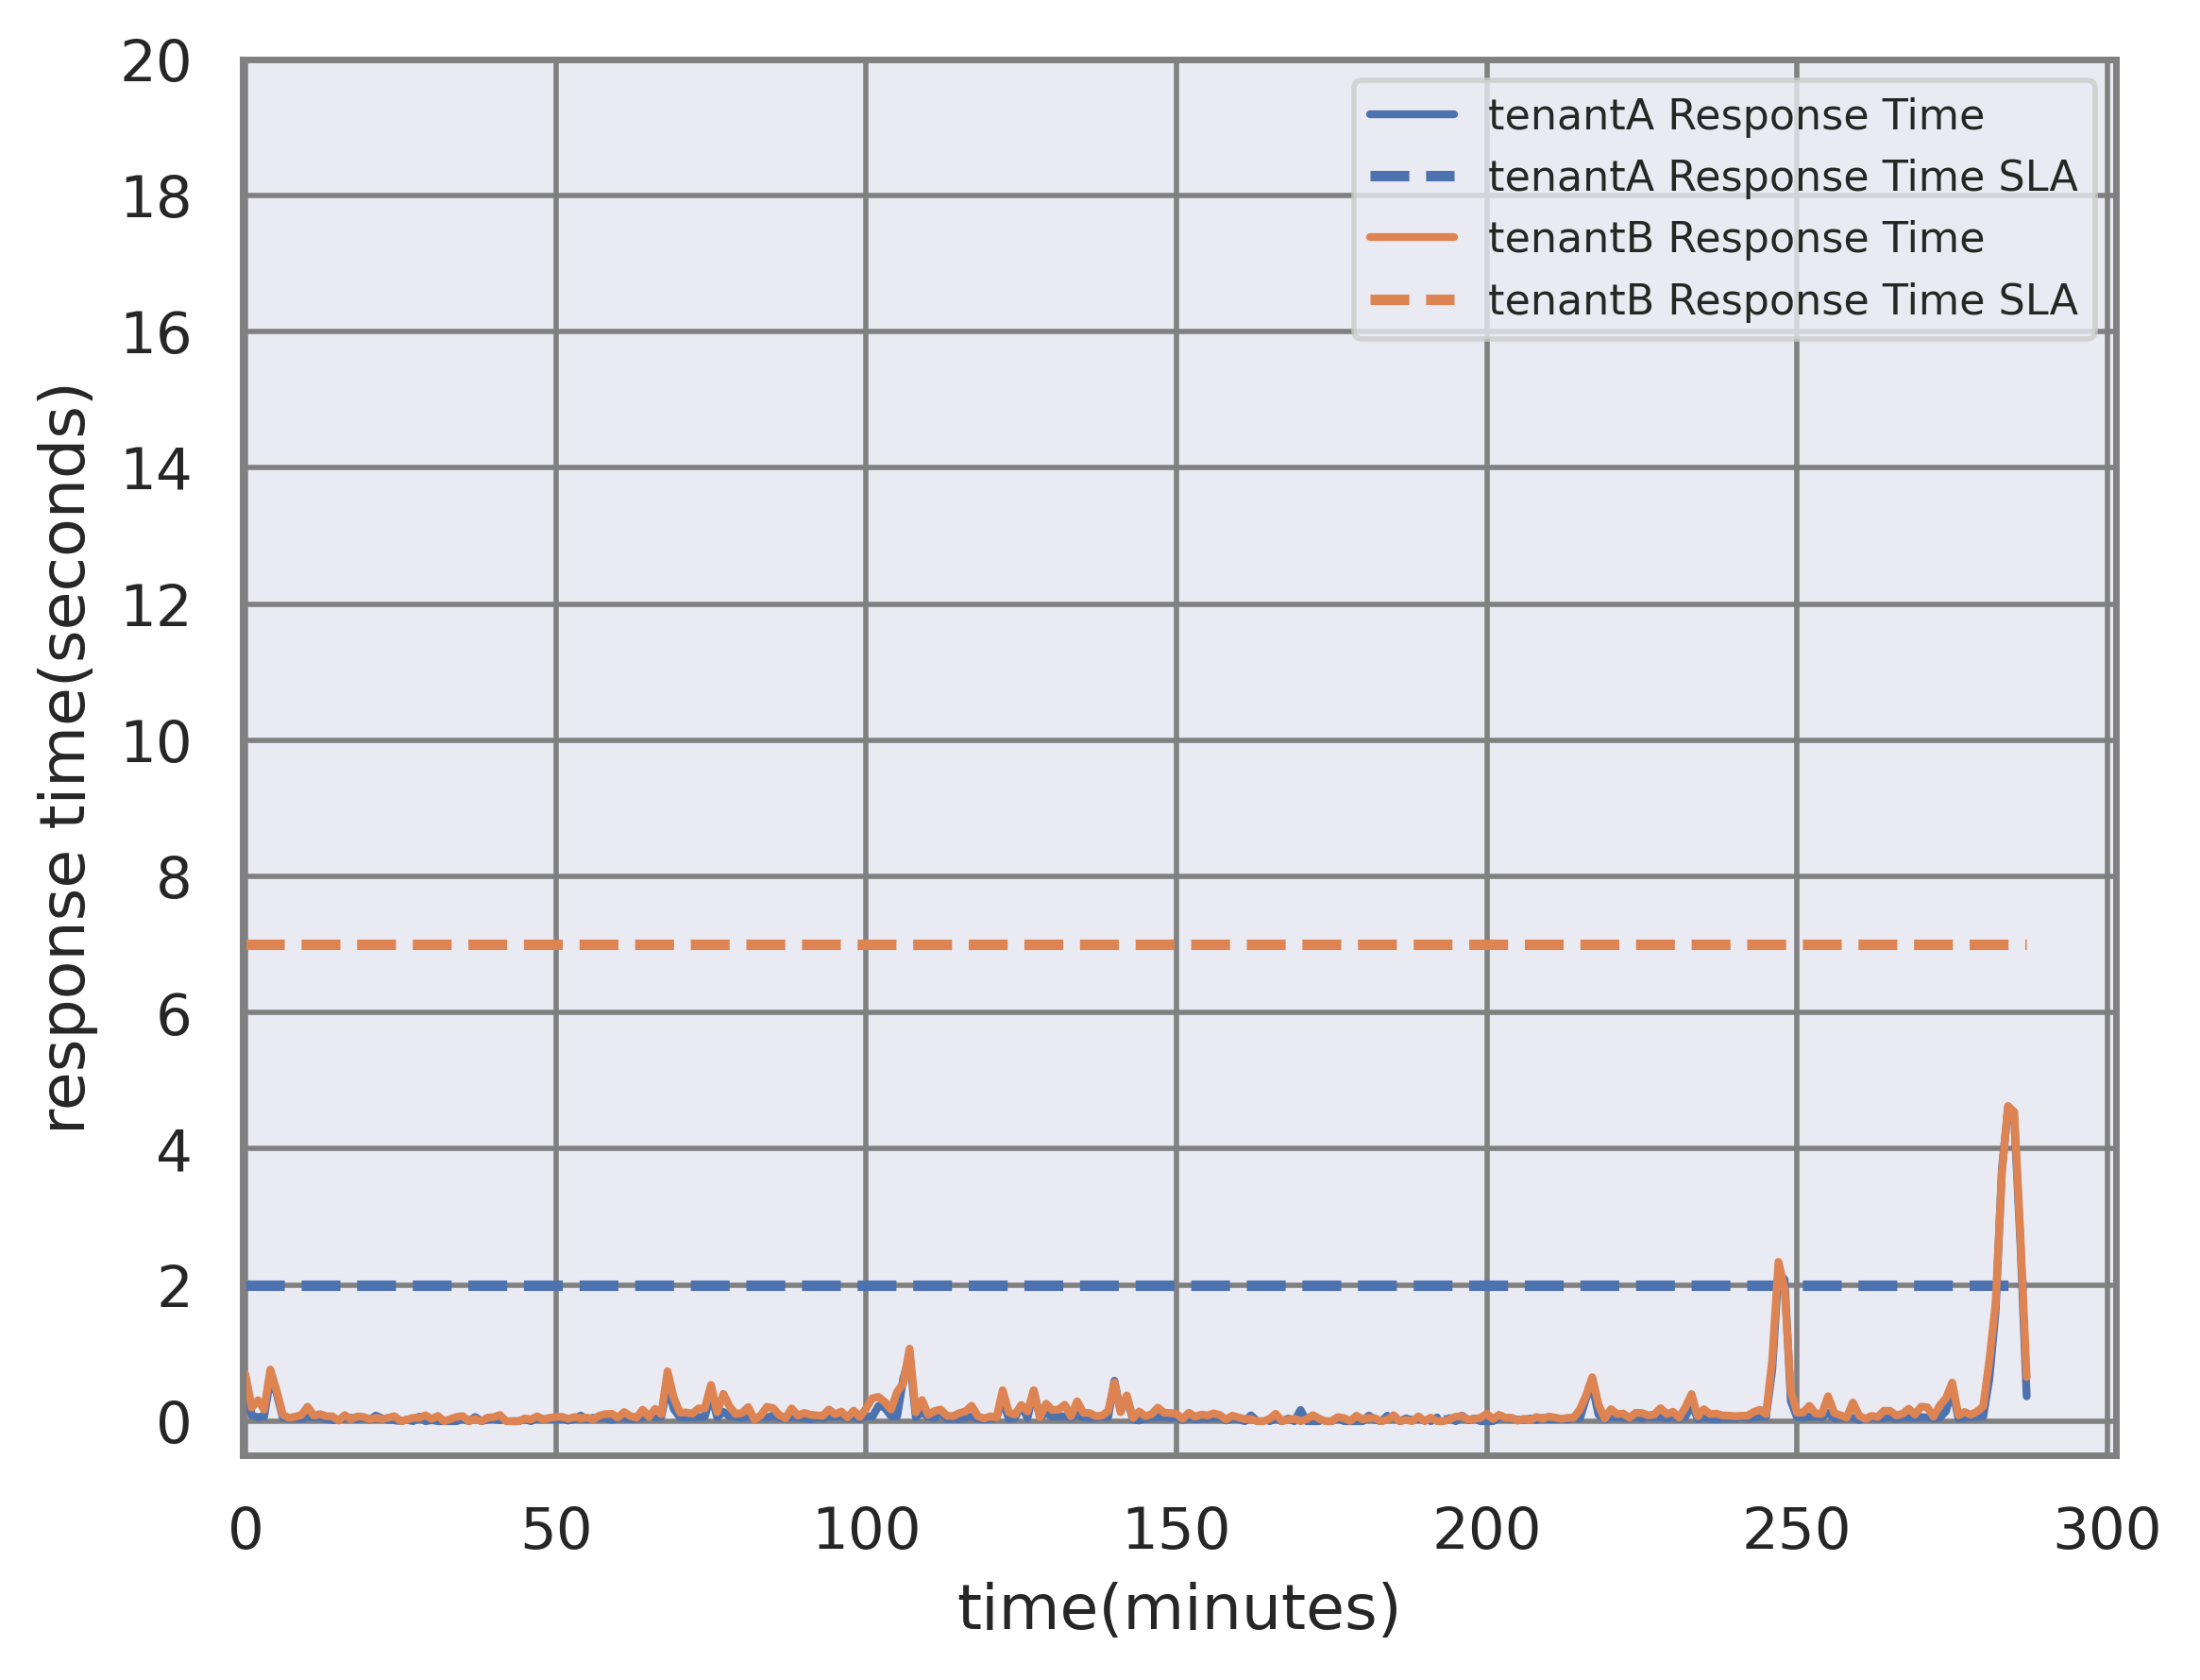 20
18
16
14
12
10
8
6
4
2
0
response time(seconds)
tenantA Response Time
tenantA Response Time SLA
tenantB Response Time
tenantB Response Time SLA
0 50 100 150 200 250 300
time(minutes)